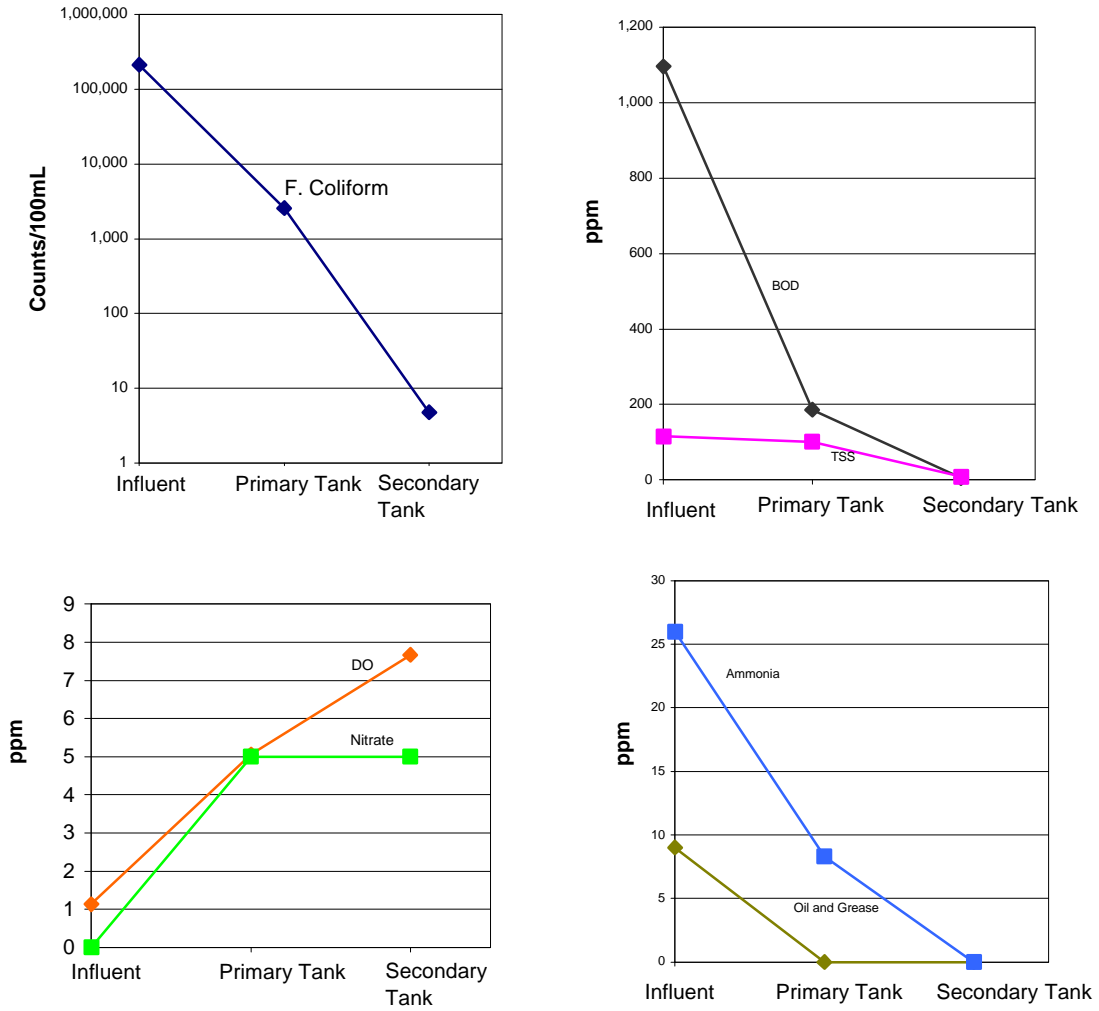 1,000,000
100,000
10,000
1,000
100
10
1
Counts/100mL
F. Coliform
Influent
Primary Tank
Secondary
Tank
1,200
1,000
800
600
400
200
0
ppm
BOD
TSS
Influent
Primary Tank
Secondary Tank
9
8
7
6
5
4
3
2
1
0
ppm
DO
Nitrate
Influent
Primary Tank
Secondary
Tank
30
25
20
15
10
5
0
ppm
Ammonia
Oil and Grease
Influent
Primary Tank
Secondary Tank